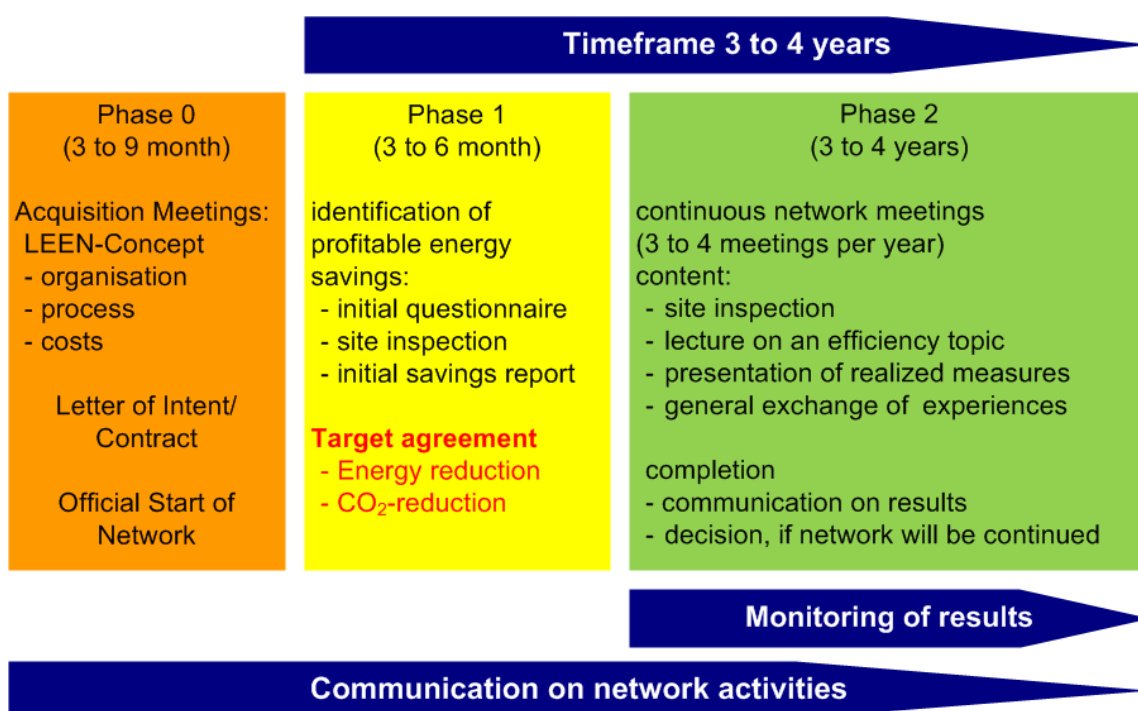 Timeframe 3 to 4 years
Phase 0
(3 to 9 month)
Acquisition Meetings:
LEEN-Concept
- organisation
- process
- costs
Letter of Intent/
Contract
Official Start of
Network
Phase 1
(3 to 6 month)
identification of
profitable energy
savings:
- initial questionnaire
- site inspection
- initial savings report
Target agreement
- Energy reduction
- CO₂-reduction
Phase 2
(3 to 4 years)
continuous network meetings
(3 to 4 meetings per year)
content:
- site inspection
- lecture on an efficiency topic
- presentation of realized measures
- general exchange of experiences
completion
- communication on results
- decision, if network will be continued
Monitoring of results
Communication on network activities